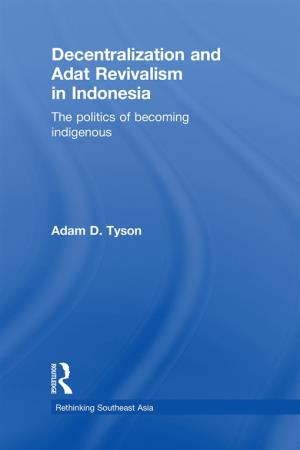 Decentralization and
Adat Revivalism
in Indonesia
The politics of becoming
indigenous
Adam D. Tyson
ROUTLEDGE
Rethinking Southeast Asia